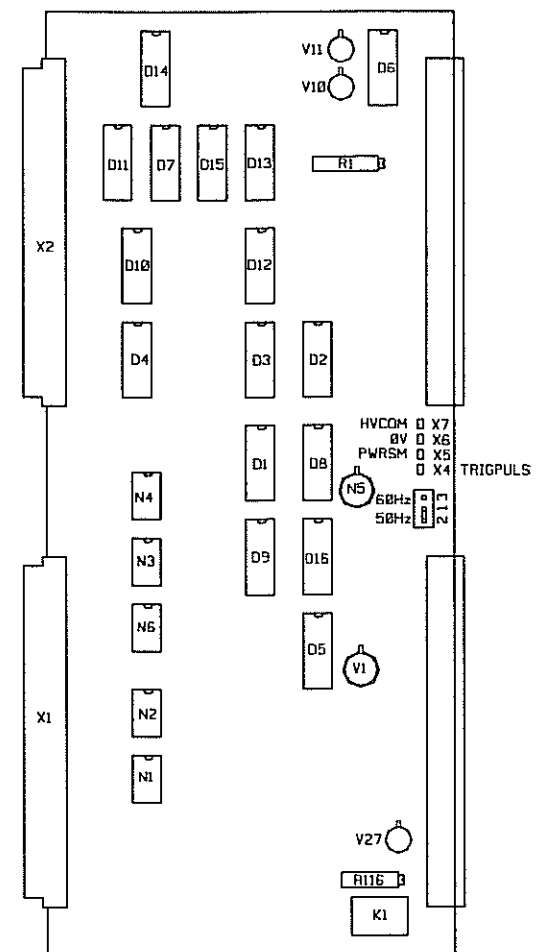 V11
V10
D14
D6
D11 D7 D15 D13
R1
X2
D10
D12
D4
D3
D2
HVCOM X7
0V X6
PWRSM X5
X4 TRIGPULS
D1
D8
N5
N4
60Hz
50Hz
2 1 3
N3
D9
D16
N6
D5
V1
X1
N2
N1
V27
R116
K1